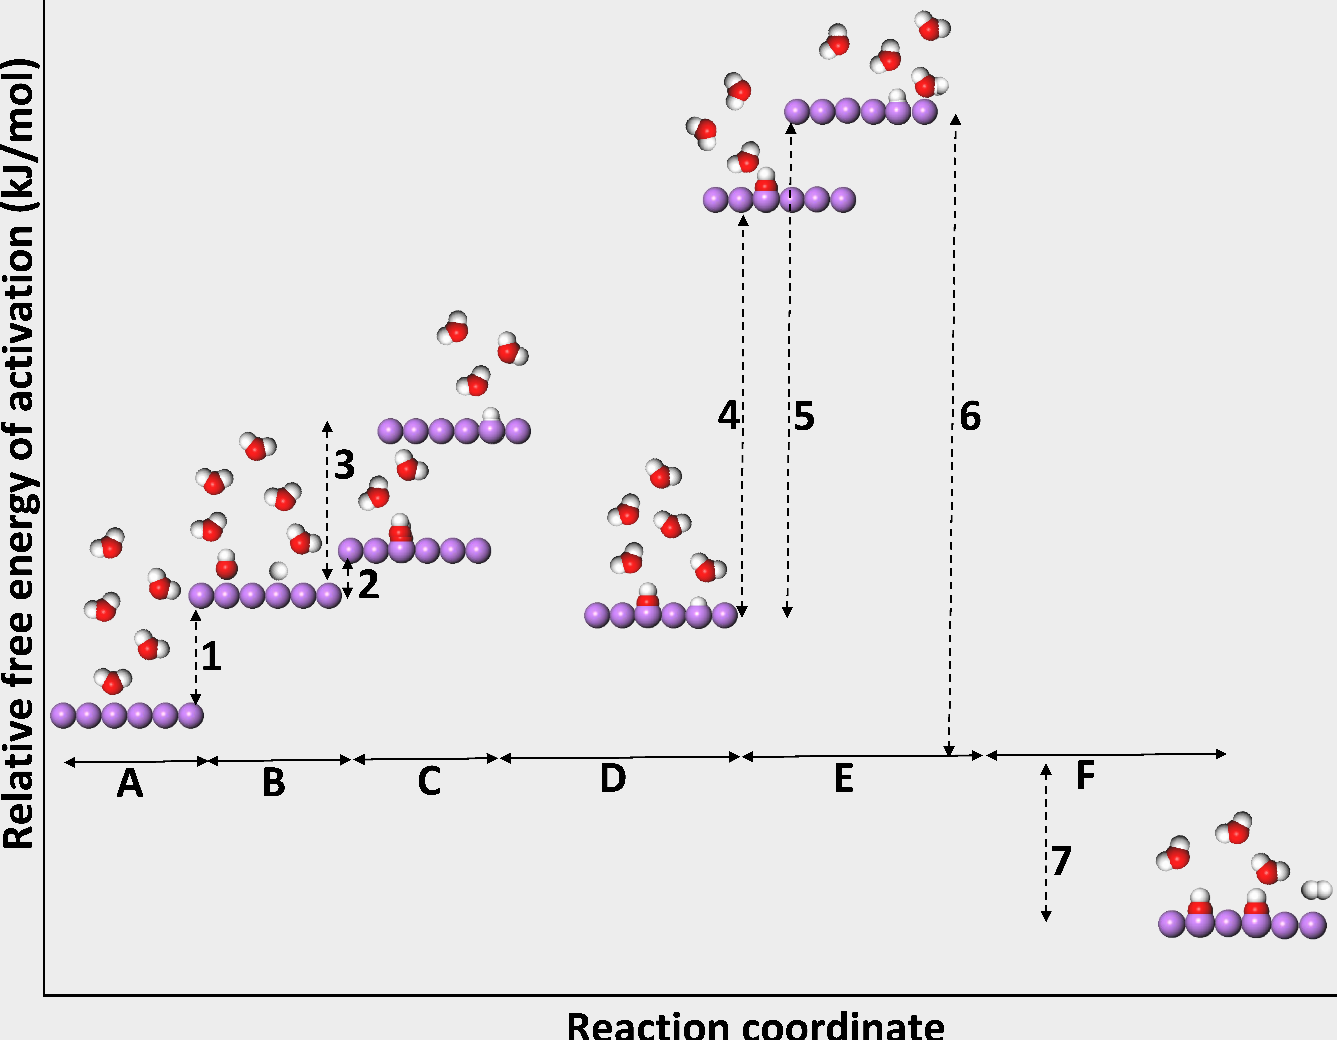 Relative free energy of activation (kJ/mol)
4
5
6
3
2
1
A
B
C
D
E
F
7
Reaction coordinate